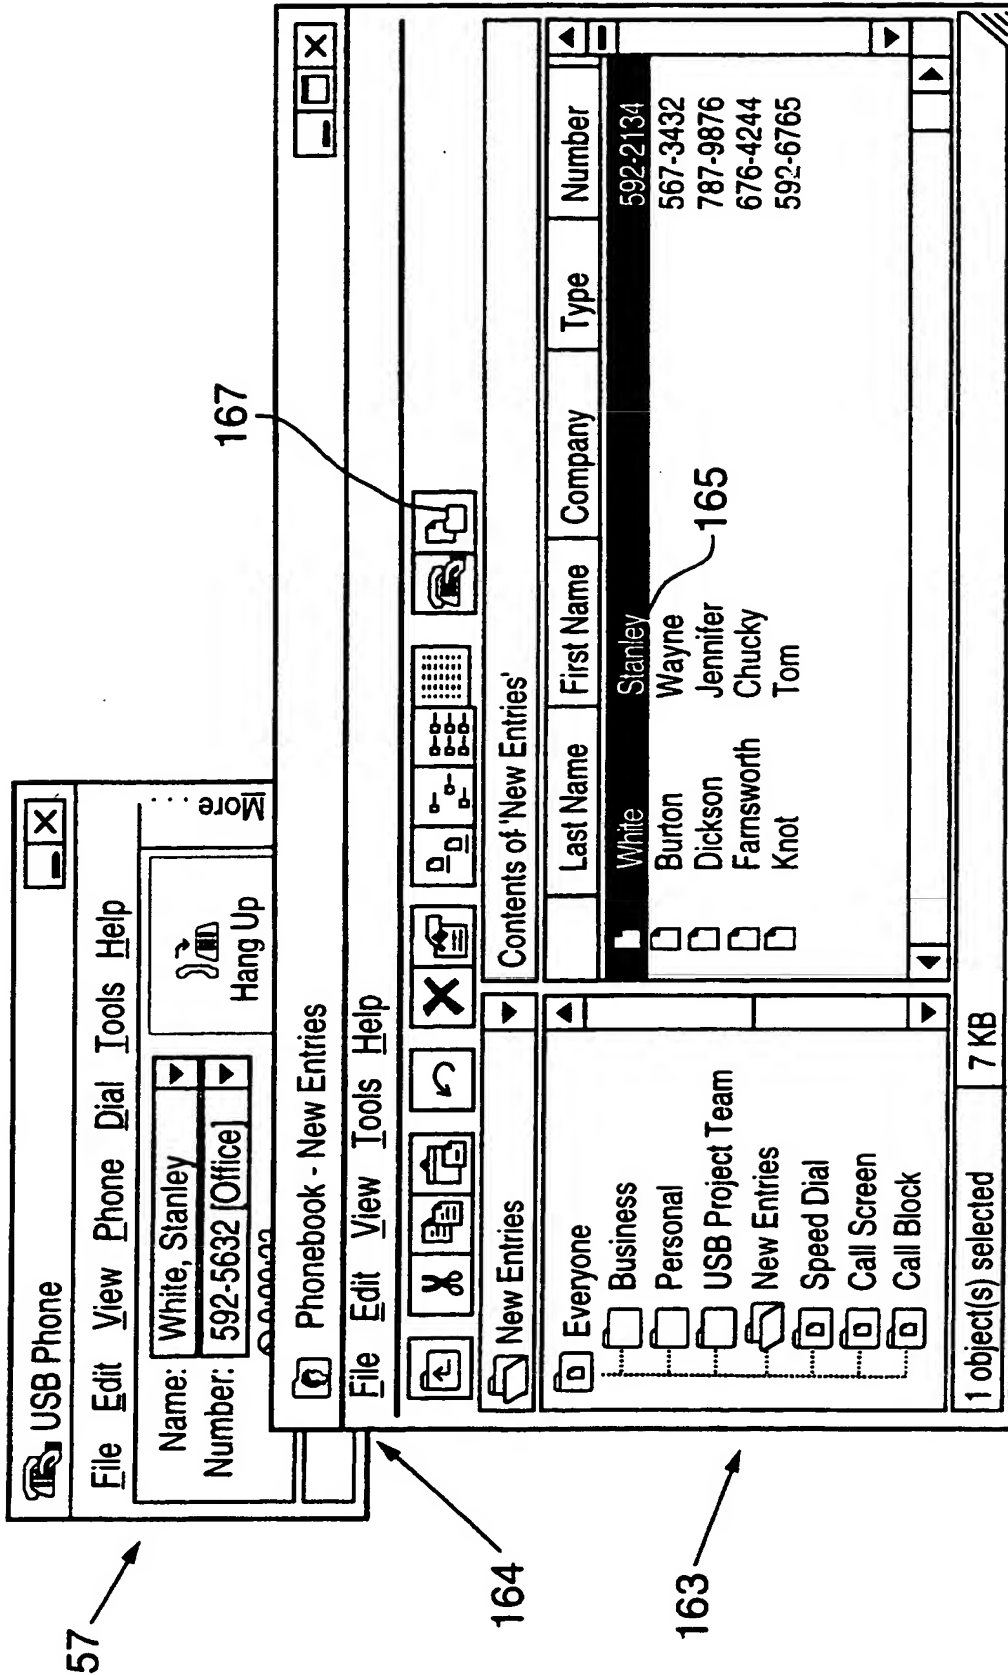 57
USB Phone
File Edit View Phone Dial Tools Help
Name: White, Stanley
Number: 592-5632 [Office]
Hang Up
More
164
Phonebook - New Entries
File Edit View Tools Help
167
New Entries
Contents of 'New Entries'
163
Everyone
Business
Personal
USB Project Team
New Entries
Speed Dial
Call Screen
Call Block
Last Name First Name Company Type Number
White Stanley 592-2134
Burton Wayne 567-3432
Dickson Jennifer 787-9876
Farnsworth Chucky 676-4244
Knot Tom 592-6765
165
1 object(s) selected 7 KB